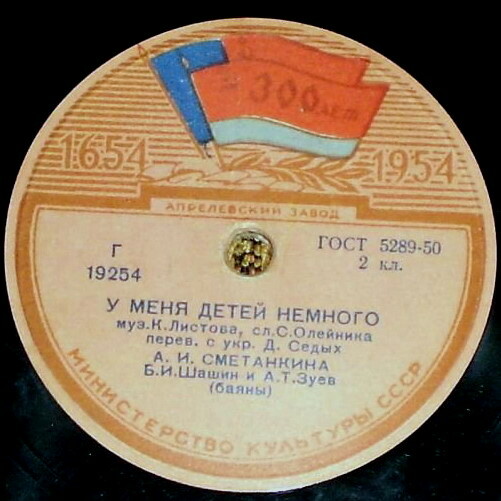 300 ЛЕТ
1654 1954
АПРЕЛЕВСКИЙ ЗАВОД
Г
19254
ГОСТ 5289-50
2 кл.
У МЕНЯ ДЕТЕЙ НЕМНОГО
муз.К.Листова, сл.С.Олейника
перев. с укр. Д. Седых
А. И. СМЕТАНКИНА
Б.И.Шашин и А.Т.Зуев
(баяны)
МИНИСТЕРСТВО КУЛЬТУРЫ СССР